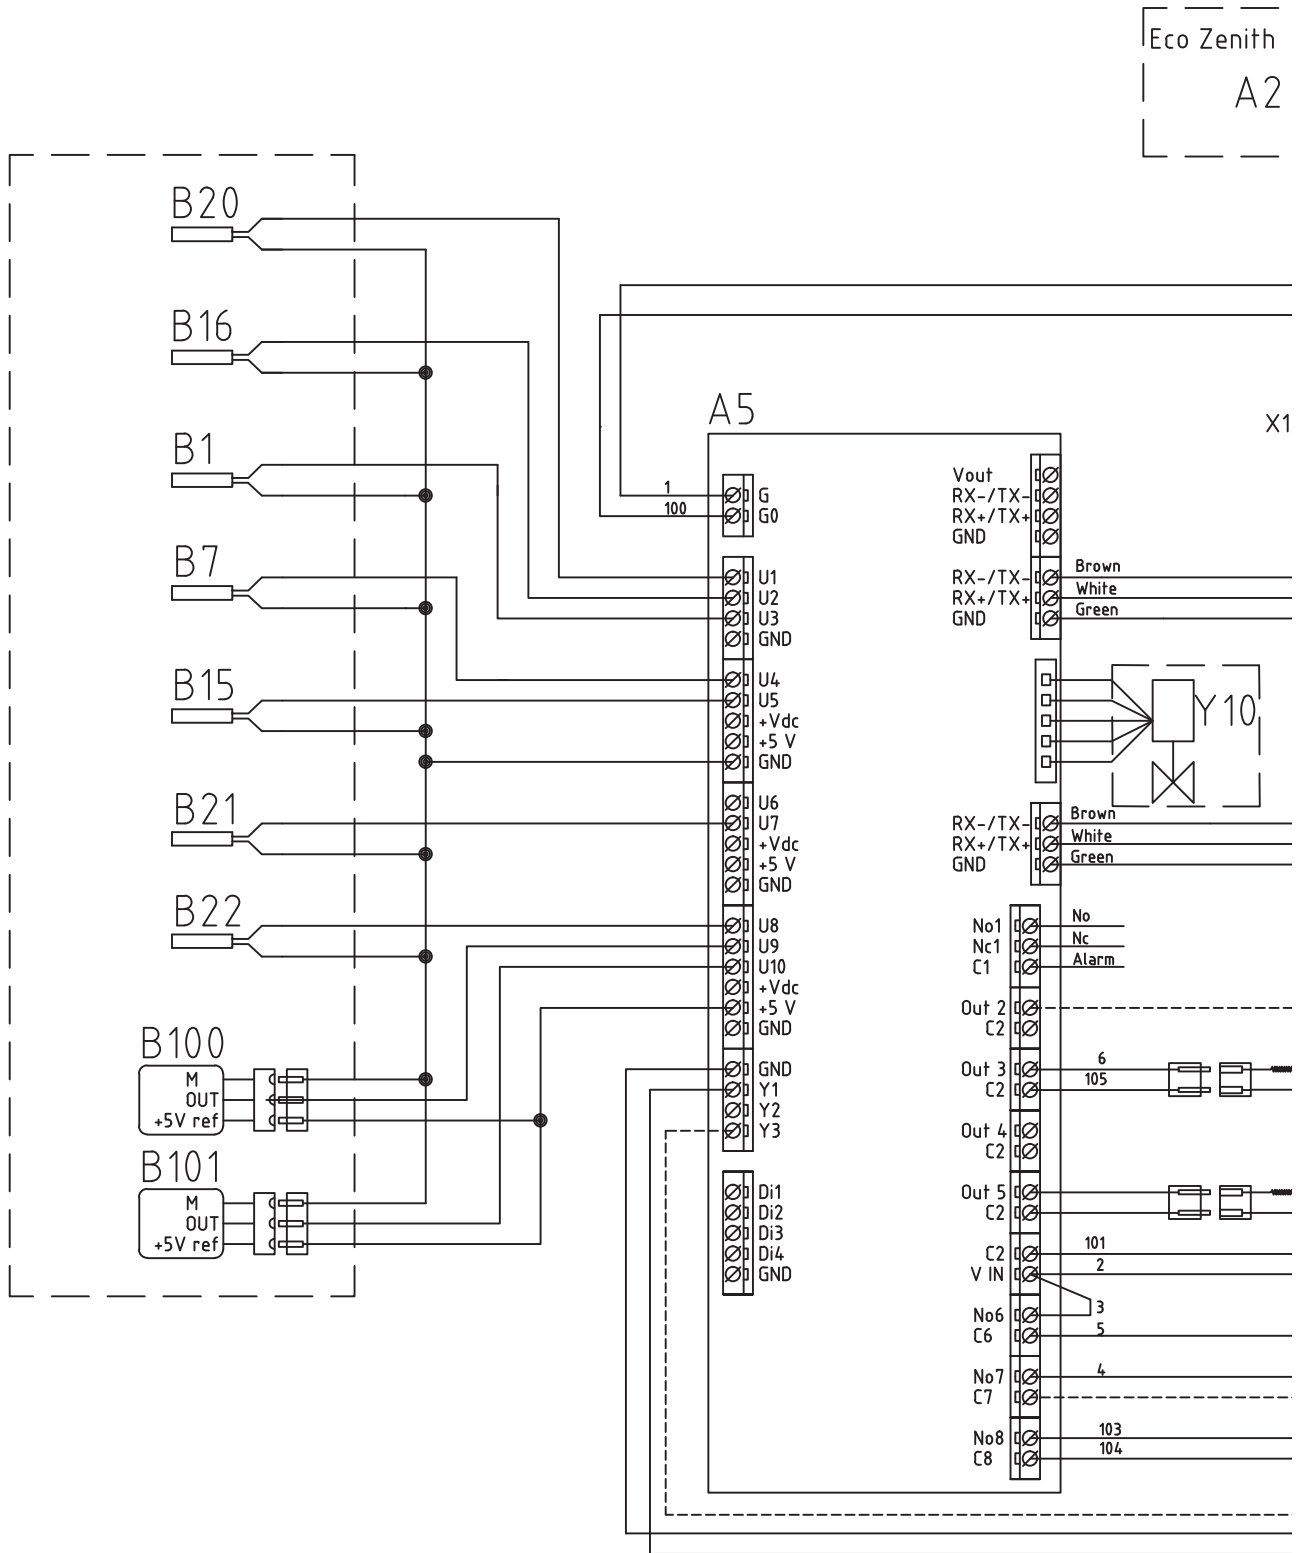 Eco Zenith
A2
B20
B16
B1
B7
B15
B21
B22
B100
M
OUT
+5V ref
B101
M
OUT
+5V ref
A5
X1
1
100
G
G0
U1
U2
U3
GND
U4
U5
+Vdc
+5 V
GND
U6
U7
+Vdc
+5 V
GND
U8
U9
U10
+Vdc
+5 V
GND
GND
Y1
Y2
Y3
Di1
Di2
Di3
Di4
GND
Vout
RX-/TX-
RX+/TX+
GND
RX-/TX- Brown
RX+/TX+ White
GND Green
Y10
RX-/TX- Brown
RX+/TX+ White
GND Green
No1 No
Nc1 Nc
C1 Alarm
Out 2
C2
Out 3 6
C2 105
Out 4
C2
Out 5
C2
C2 101
V IN 2
No6 3
C6 5
No7 4
C7
No8 103
C8 104